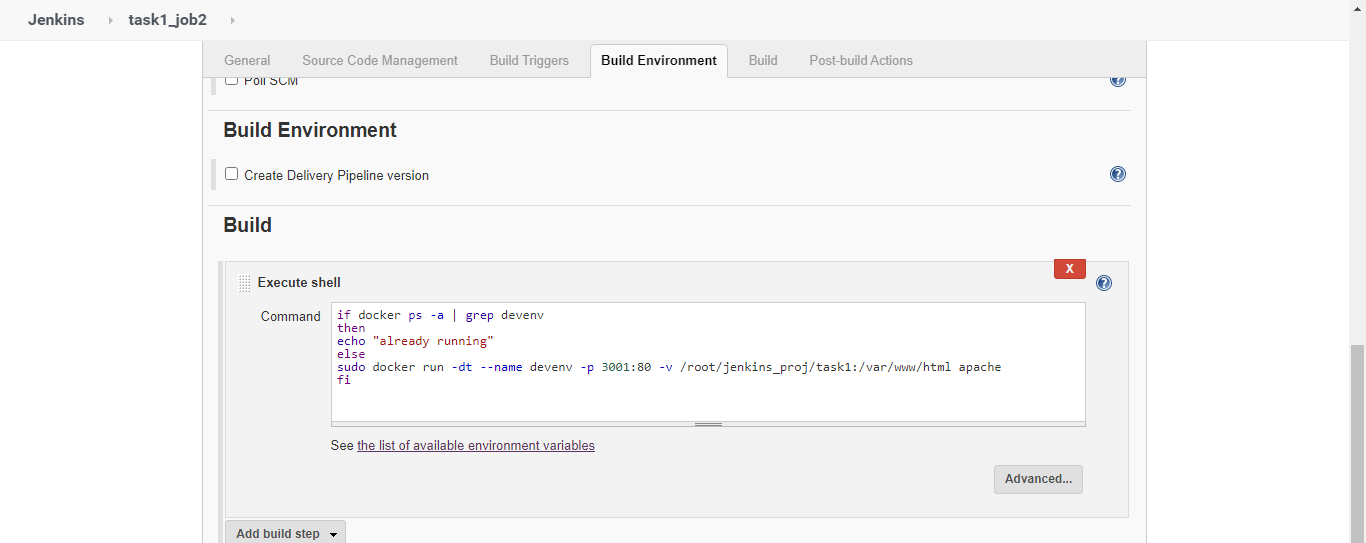 Jenkins
task1_job2
General
Source Code Management
Build Triggers
Build Environment
Build
Post-build Actions
Poll SCM
Build Environment
Create Delivery Pipeline version
Build
X
Execute shell
Command
if docker ps -a | grep devenv
then
echo "already running"
else
sudo docker run -dt --name devenv -p 3001:80 -v /root/jenkins_proj/task1:/var/www/html apache
fi
See the list of available environment variables
Advanced...
Add build step